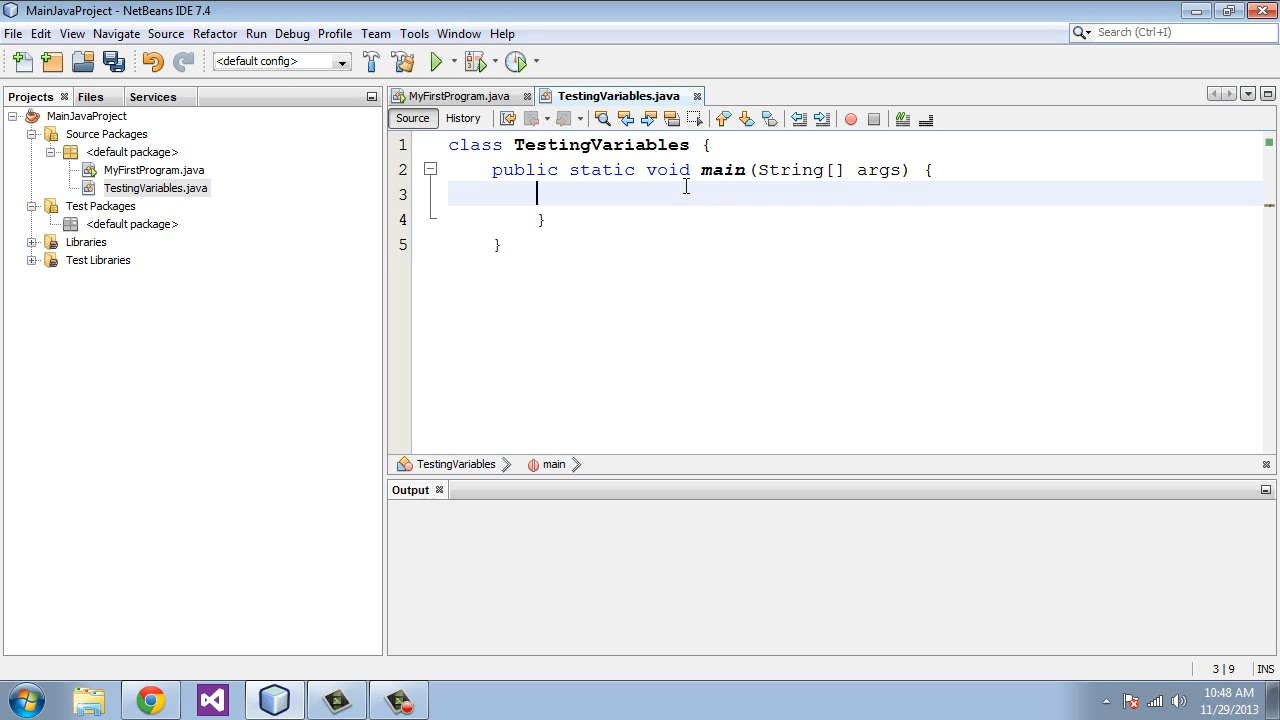 MainJavaProject - NetBeans IDE 7.4
File Edit View Navigate Source Refactor Run Debug Profile Team Tools Window Help
Search (Ctrl+I)
<default config>
Projects Files Services
MainJavaProject
Source Packages
<default package>
MyFirstProgram.java
TestingVariables.java
Test Packages
<default package>
Libraries
Test Libraries
MyFirstProgram.java TestingVariables.java
Source History
1 class TestingVariables {
2 public static void main(String[] args) {
3
4 }
5 }
TestingVariables main
Output
3|9 INS
10:48 AM
11/29/2013